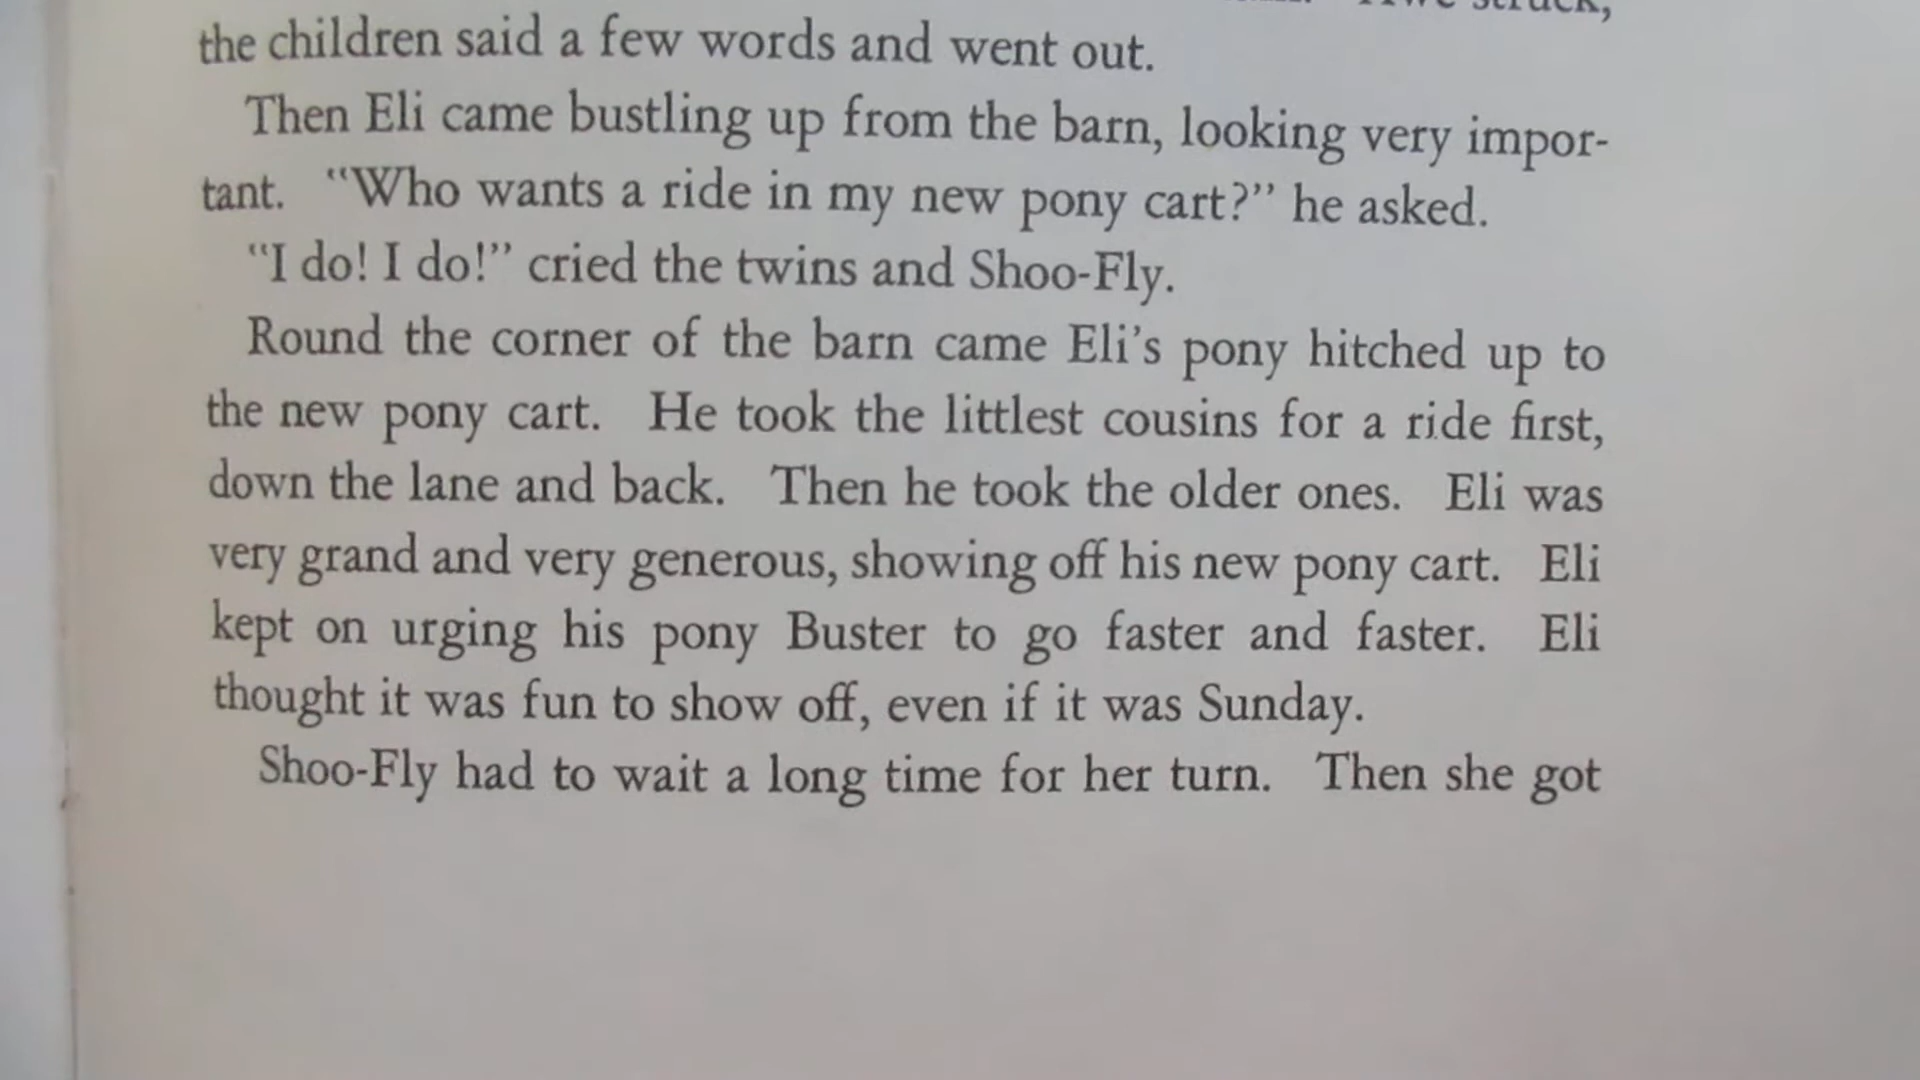 struck,
the children said a few words and went out.
Then Eli came bustling up from the barn, looking very impor-
tant. “Who wants a ride in my new pony cart?” he asked.
“I do! I do!” cried the twins and Shoo-Fly.
Round the corner of the barn came Eli’s pony hitched up to
the new pony cart. He took the littlest cousins for a ride first,
down the lane and back. Then he took the older ones. Eli was
very grand and very generous, showing off his new pony cart. Eli
kept on urging his pony Buster to go faster and faster. Eli
thought it was fun to show off, even if it was Sunday.
Shoo-Fly had to wait a long time for her turn. Then she got